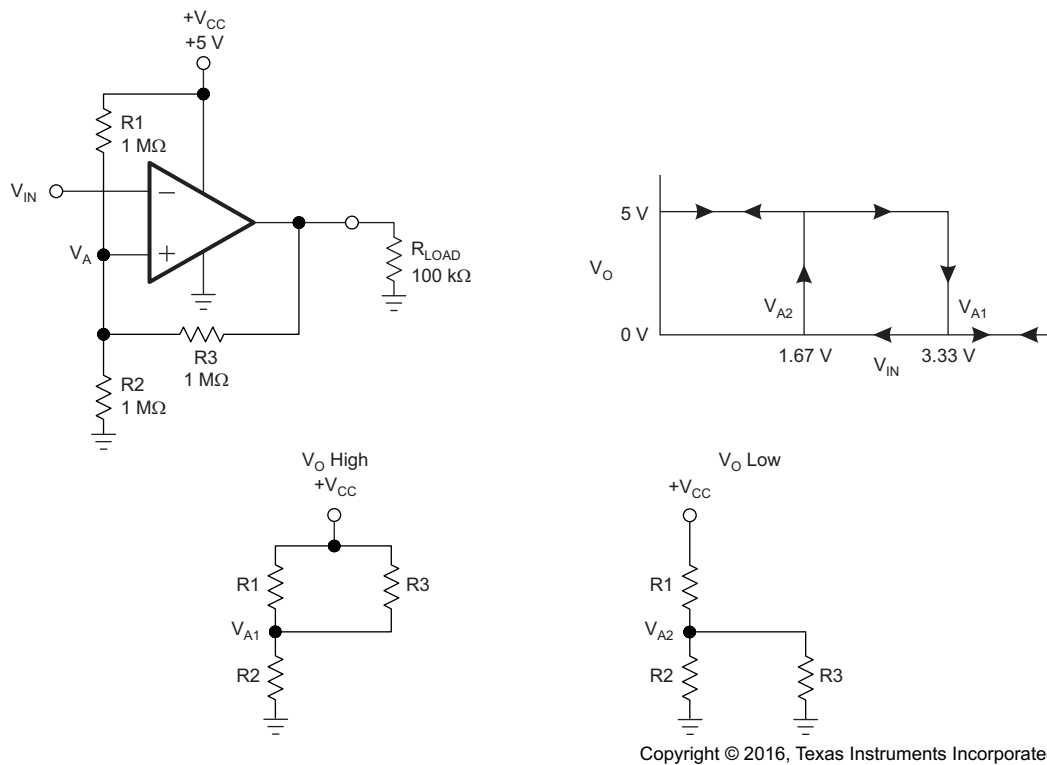 +VCC
+5 V
R1
1 MΩ
VIN
−
+
VA
RLOAD
100 kΩ
R3
1 MΩ
R2
1 MΩ
5 V
VO
VA2
VA1
0 V
1.67 V
VIN
3.33 V
VO High
+VCC
R1
R3
VA1
R2
VO Low
+VCC
R1
VA2
R2
R3
Copyright © 2016, Texas Instruments Incorporate